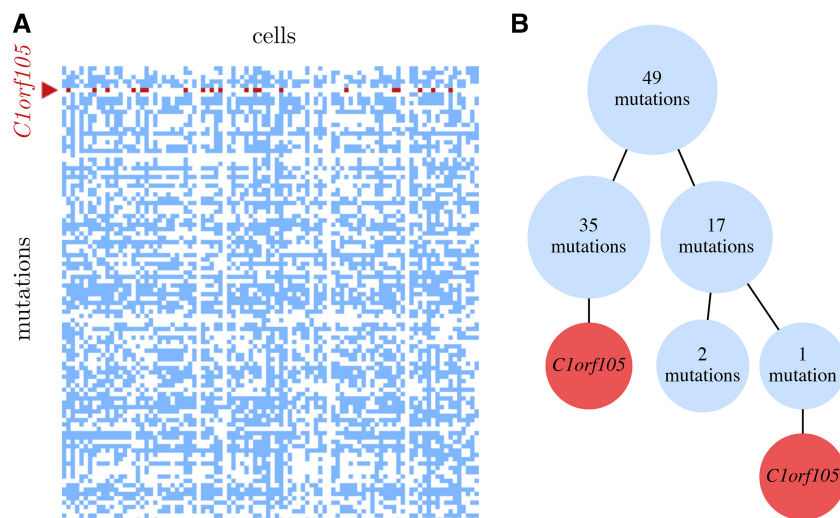 A
cells
C1orf105
mutations
B
49
mutations
35
mutations
17
mutations
C1orf105
2
mutations
1
mutation
C1orf105